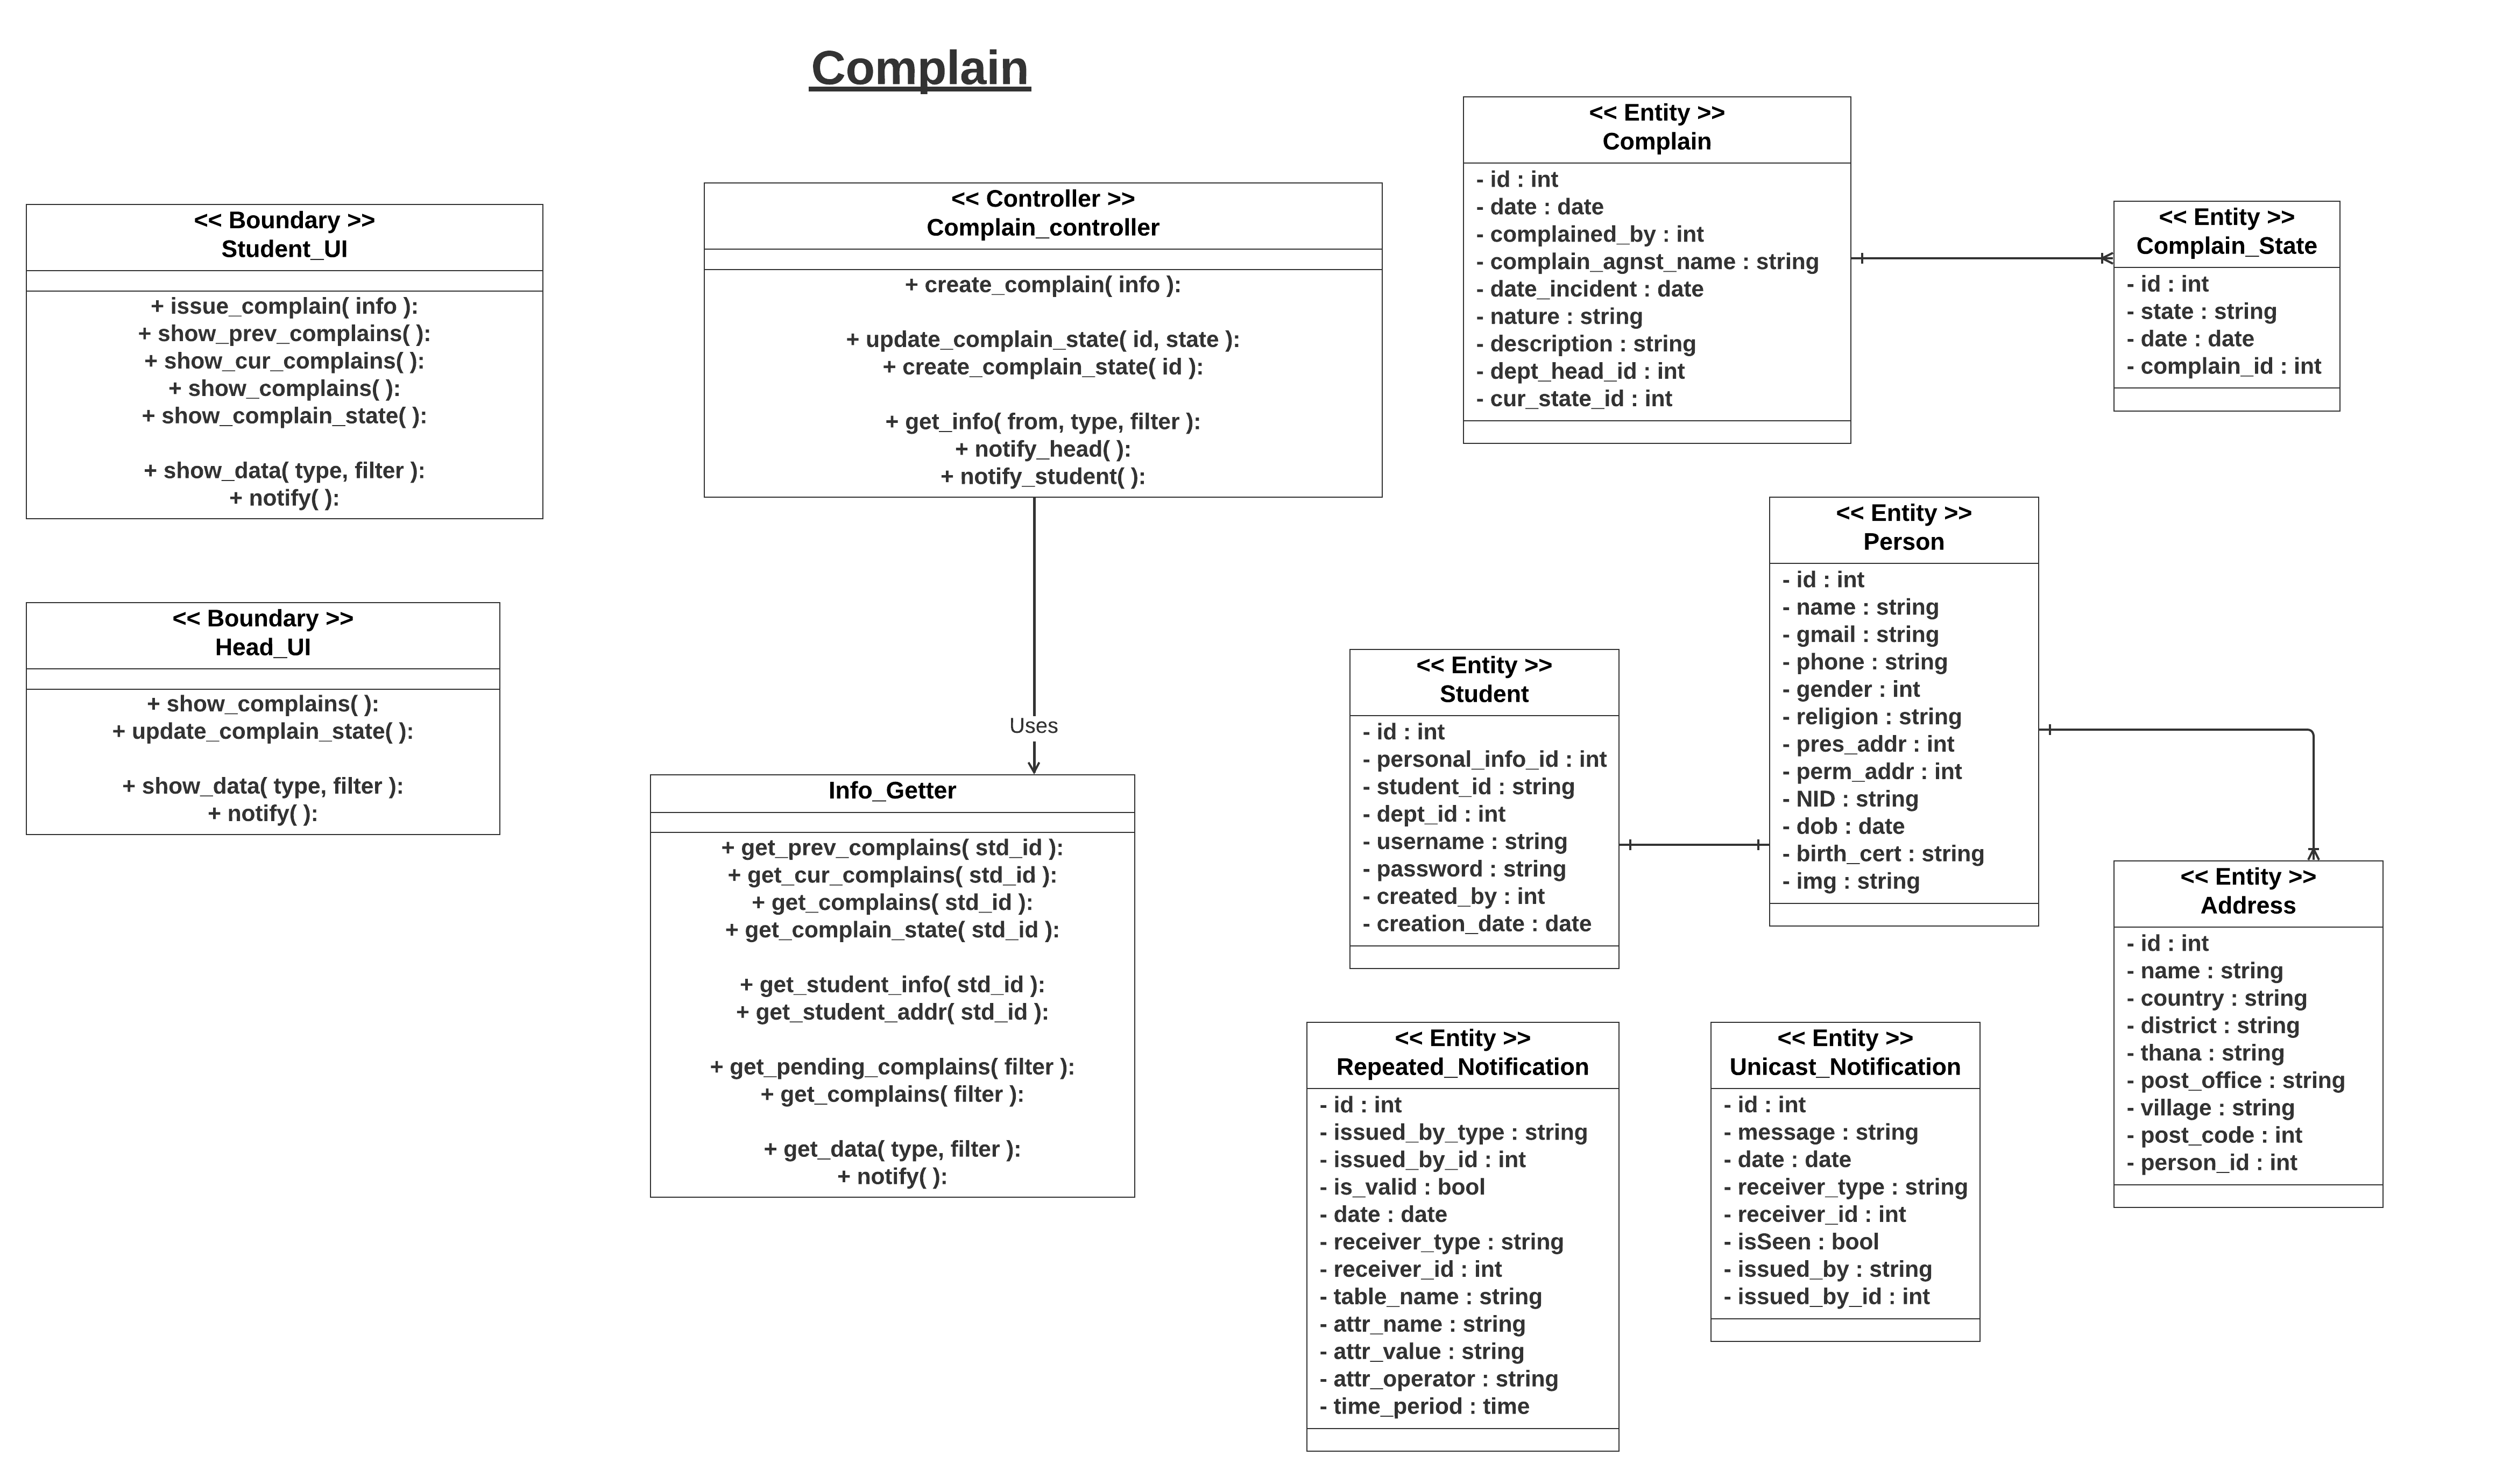 Complain
<< Boundary >>
Student_UI
+ issue_complain( info ):
+ show_prev_complains( ):
+ show_cur_complains( ):
+ show_complains( ):
+ show_complain_state( ):
+ show_data( type, filter ):
+ notify( ):
<< Boundary >>
Head_UI
+ show_complains( ):
+ update_complain_state( ):
+ show_data( type, filter ):
+ notify( ):
<< Controller >>
Complain_controller
+ create_complain( info ):
+ update_complain_state( id, state ):
+ create_complain_state( id ):
+ get_info( from, type, filter ):
+ notify_head( ):
+ notify_student( ):
Uses
Info_Getter
+ get_prev_complains( std_id ):
+ get_cur_complains( std_id ):
+ get_complains( std_id ):
+ get_complain_state( std_id ):
+ get_student_info( std_id ):
+ get_student_addr( std_id ):
+ get_pending_complains( filter ):
+ get_complains( filter ):
+ get_data( type, filter ):
+ notify( ):
<< Entity >>
Complain
- id : int
- date : date
- complained_by : int
- complain_agnst_name : string
- date_incident : date
- nature : string
- description : string
- dept_head_id : int
- cur_state_id : int
<< Entity >>
Complain_State
- id : int
- state : string
- date : date
- complain_id : int
<< Entity >>
Person
- id : int
- name : string
- gmail : string
- phone : string
- gender : int
- religion : string
- pres_addr : int
- perm_addr : int
- NID : string
- dob : date
- birth_cert : string
- img : string
<< Entity >>
Student
- id : int
- personal_info_id : int
- student_id : string
- dept_id : int
- username : string
- password : string
- created_by : int
- creation_date : date
<< Entity >>
Address
- id : int
- name : string
- country : string
- district : string
- thana : string
- post_office : string
- village : string
- post_code : int
- person_id : int
<< Entity >>
Repeated_Notification
- id : int
- issued_by_type : string
- issued_by_id : int
- is_valid : bool
- date : date
- receiver_type : string
- receiver_id : int
- table_name : string
- attr_name : string
- attr_value : string
- attr_operator : string
- time_period : time
<< Entity >>
Unicast_Notification
- id : int
- message : string
- date : date
- receiver_type : string
- receiver_id : int
- isSeen : bool
- issued_by : string
- issued_by_id : int